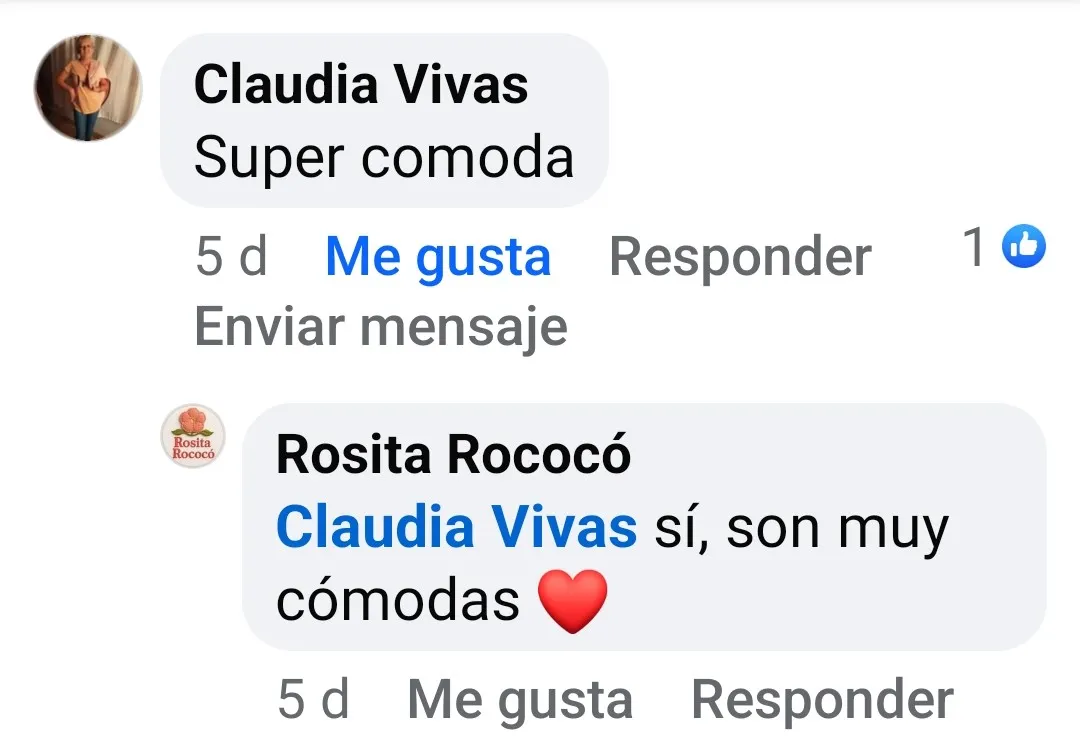 Claudia Vivas
Super comoda
5 d Me gusta Responder 1
Enviar mensaje
Rosita
Rococó
Rosita Rococó
Claudia Vivas sí, son muy
cómodas ❤️
5 d Me gusta Responder